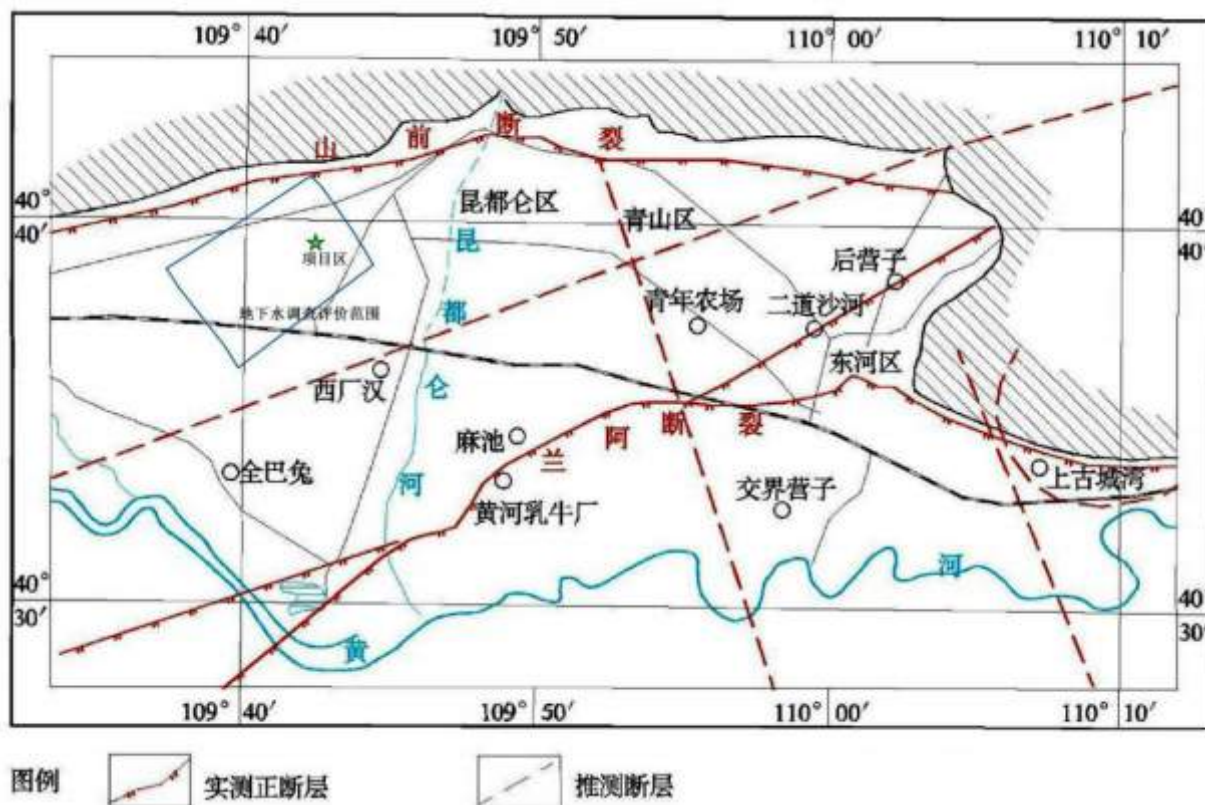 109° 40′ 109° 50′ 110° 00′ 110° 10′
山前断裂
40°
40′
昆都仑区
青山区
40
40′
昆都仑河
项目区
后营子
地下水调查评价范围
青年农场
二道沙河
东河区
西厂汉
兰阿断裂
麻池
全巴兔
黄河乳牛厂
交界营子
上古城湾
40°
30′
黄河
40
30′
109° 40′ 109° 50′ 110° 00′ 110° 10′
图例 实测正断层 推测断层